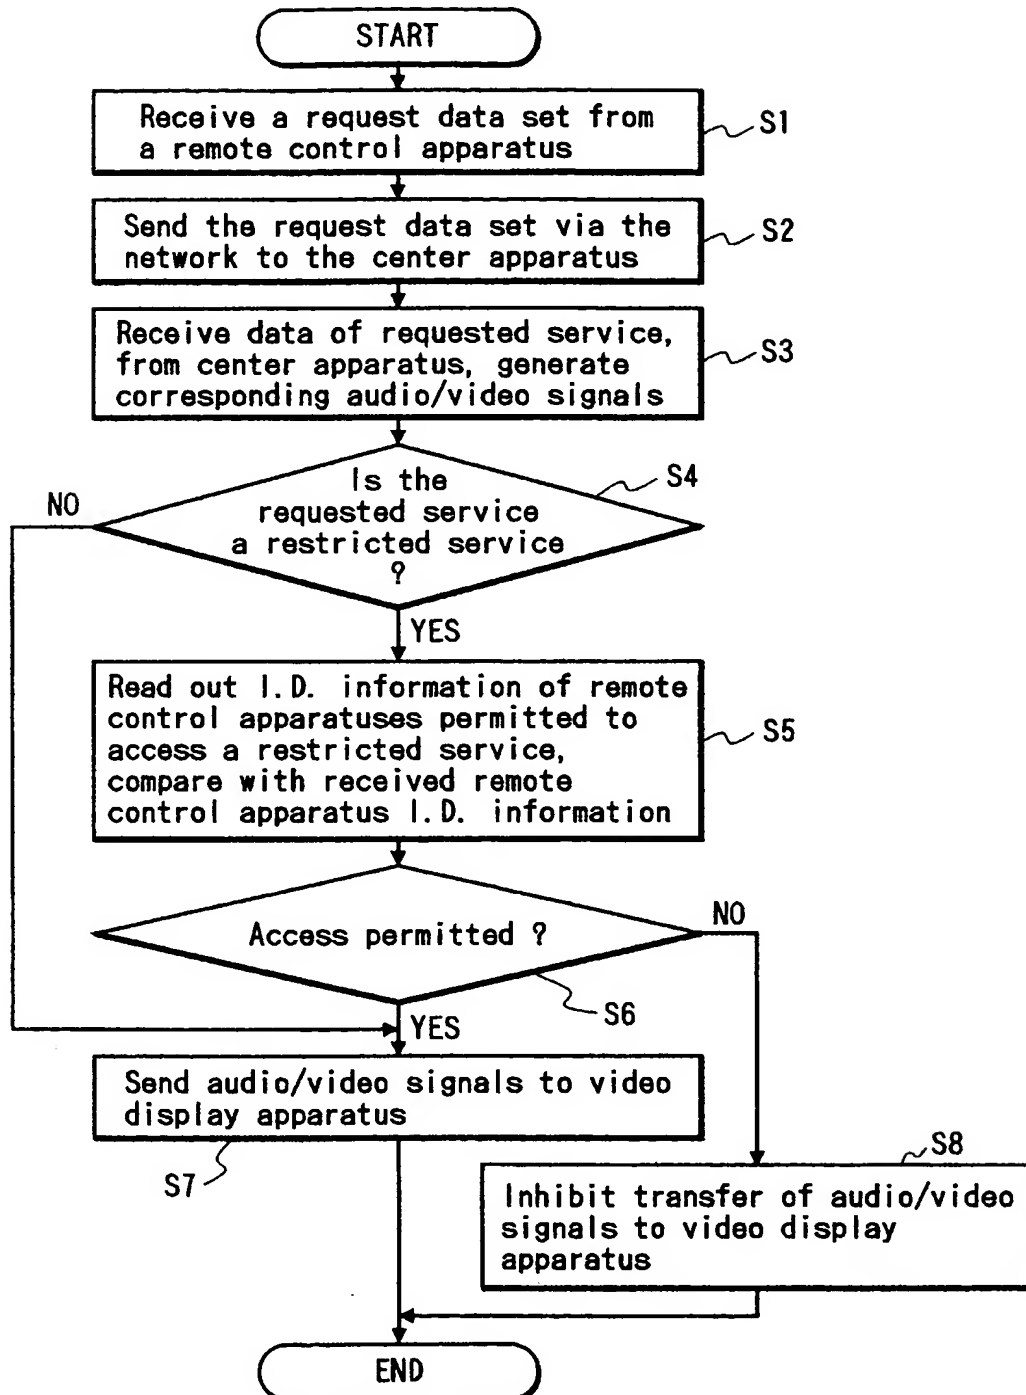 START
Receive a request data set from
a remote control apparatus
S1
Send the request data set via the
network to the center apparatus
S2
Receive data of requested service,
from center apparatus, generate
corresponding audio/video signals
S3
Is the
requested service
a restricted service
?
S4
NO
YES
Read out I.D. information of remote
control apparatuses permitted to
access a restricted service,
compare with received remote
control apparatus I.D. information
S5
Access permitted ?
NO
S6
YES
Send audio/video signals to video
display apparatus
S7
S8
Inhibit transfer of audio/video
signals to video display
apparatus
END